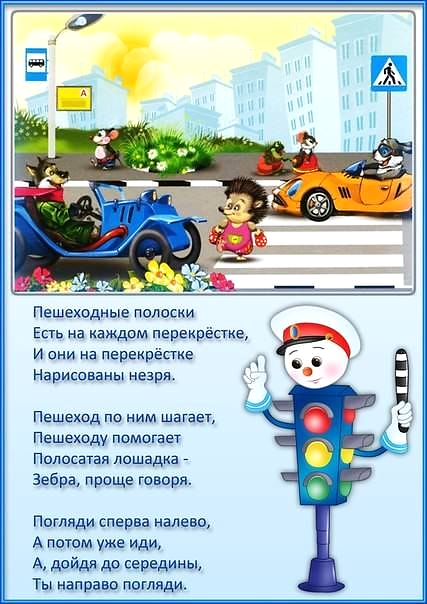 А
Пешеходные полоски
Есть на каждом перекрёстке,
И они на перекрёстке
Нарисованы незря.
Пешеход по ним шагает,
Пешеходу помогает
Полосатая лошадка -
Зебра, проще говоря.
Погляди сперва налево,
А потом уже иди,
А, дойдя до середины,
Ты направо погляди.